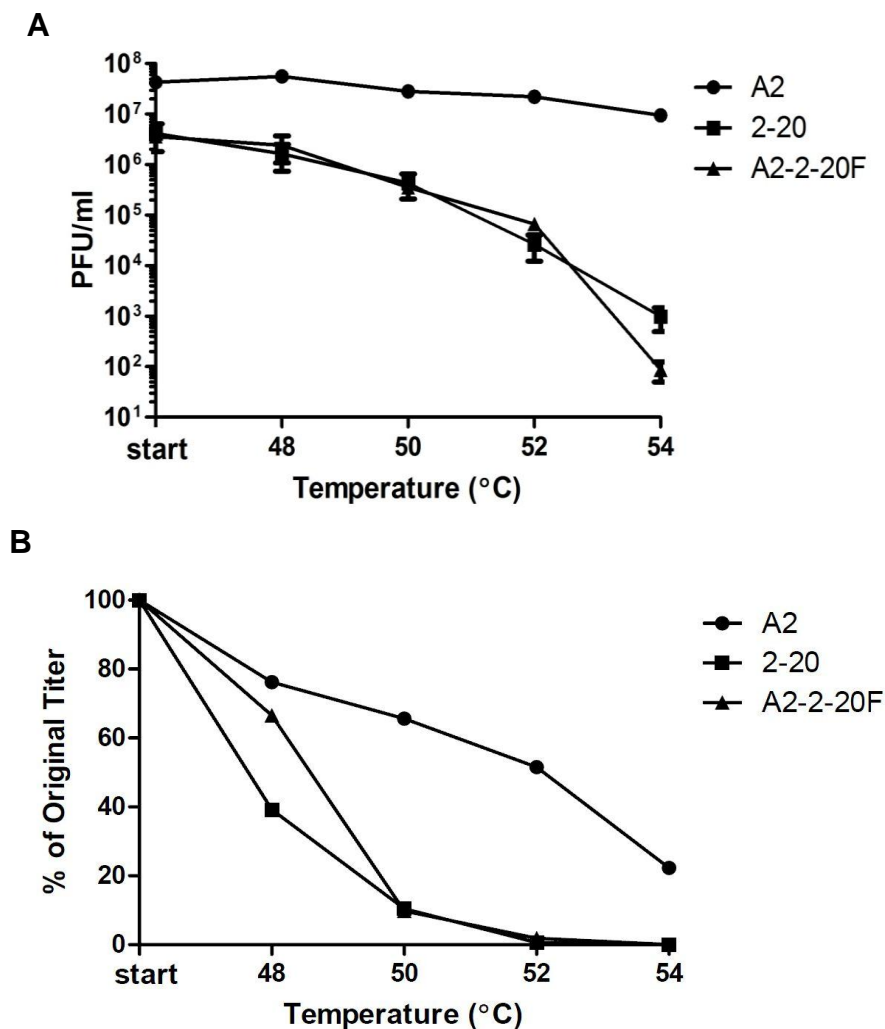 A
PFU/ml
10⁸
10⁷
10⁶
10⁵
10⁴
10³
10²
10¹
start 48 50 52 54
Temperature (°C)
A2
2-20
A2-2-20F
B
% of Original Titer
100
80
60
40
20
0
start 48 50 52 54
Temperature (°C)
A2
2-20
A2-2-20F